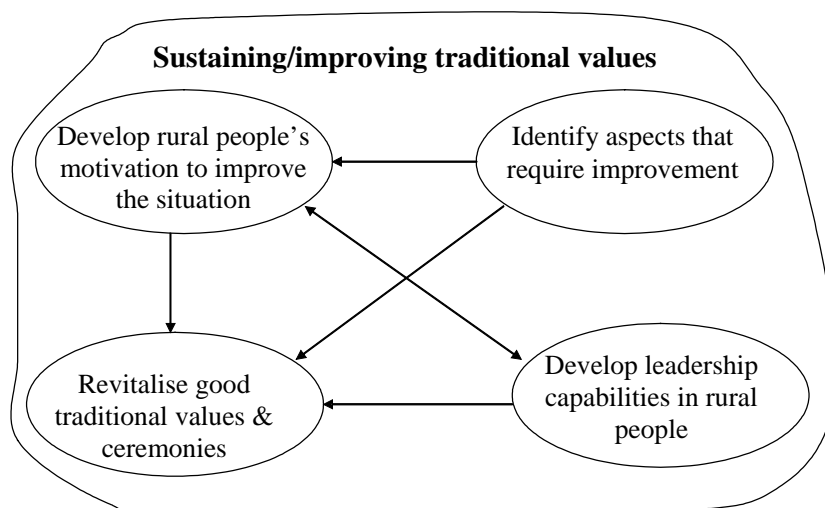 Sustaining/improving traditional values
Develop rural people's
motivation to improve
the situation
Identify aspects that
require improvement
Revitalise good
traditional values &
ceremonies
Develop leadership
capabilities in rural
people